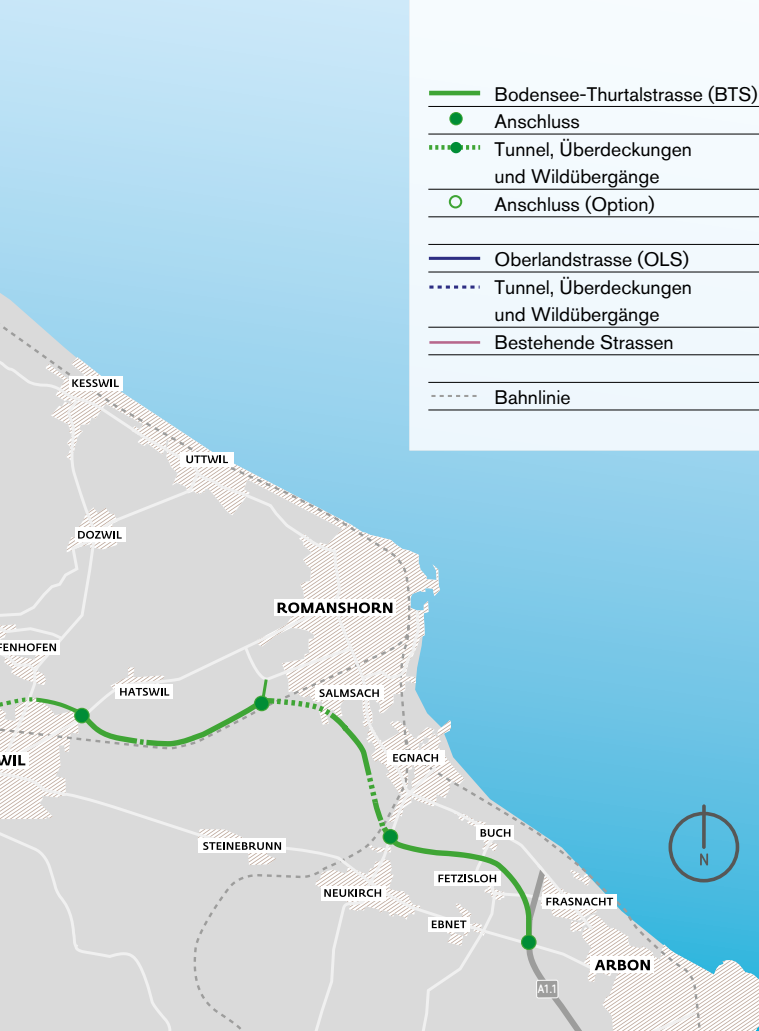 Bodensee-Thurtalstrasse (BTS)
Anschluss
Tunnel, Überdeckungen
und Wildübergänge
Anschluss (Option)
Oberlandstrasse (OLS)
Tunnel, Überdeckungen
und Wildübergänge
Bestehende Strassen
Bahnlinie
KESSWIL
UTTWIL
DOZWIL
ROMANSHORN
FENHOFEN
HATSWIL
SALMSACH
WIL
EGNACH
BUCH
STEINEBRUNN
N
FETZISLOH
NEUKIRCH
FRASNACHT
EBNET
ARBON
A1.1